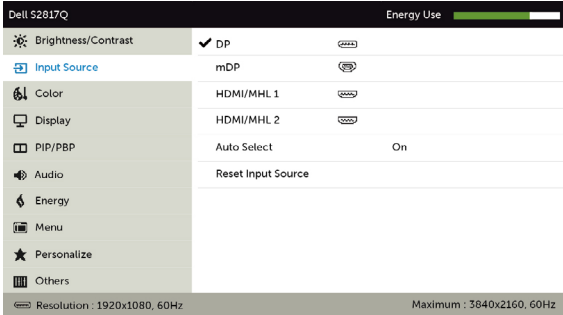 Dell S2817Q Energy Use
Brightness/Contrast
Input Source
Color
Display
PIP/PBP
Audio
Energy
Menu
Personalize
Others
DP
mDP
HDMI/MHL 1
HDMI/MHL 2
Auto Select On
Reset Input Source
Resolution : 1920x1080, 60Hz Maximum : 3840x2160, 60Hz